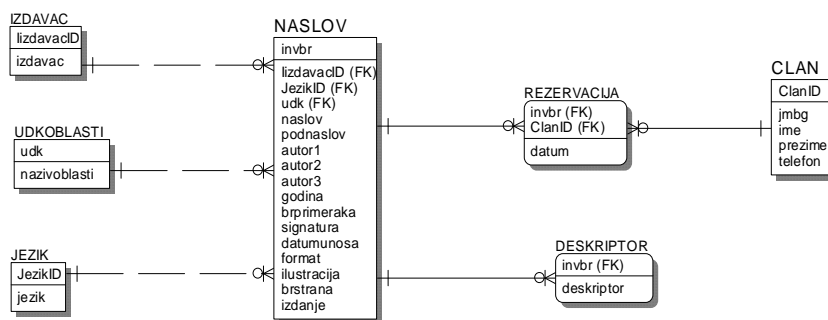 IZDAVAC
IizdavacID
izdavac
UDKOBLASTI
udk
nazivoblasti
JEZIK
JezikID
jezik
NASLOV
invbr
IizdavacID (FK)
JezikID (FK)
udk (FK)
naslov
podnaslov
autor1
autor2
autor3
godina
brprimeraka
signatura
datumunosa
format
ilustracija
brstrana
izdanje
REZERVACIJA
invbr (FK)
ClanID (FK)
datum
DESKRIPTOR
invbr (FK)
deskriptor
CLAN
ClanID
jmbg
ime
prezime
telefon